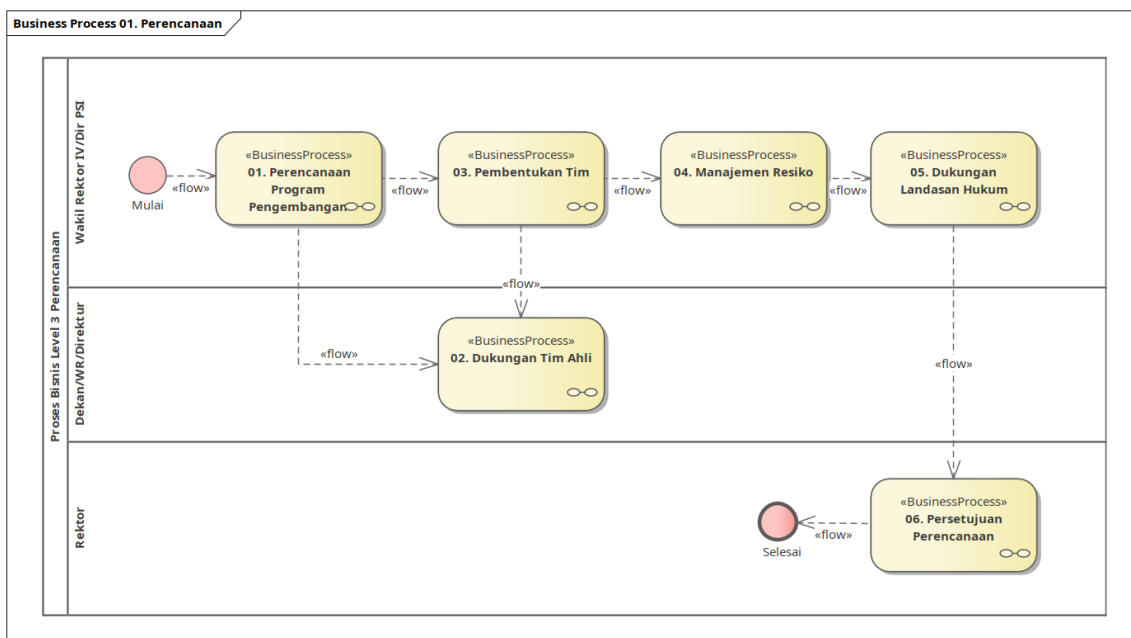 Business Process 01. Perencanaan
Proses Bisnis Level 3 Perencanaan
Wakil Rektor IV/Dir PSI
Mulai
«flow»
«BusinessProcess»
01. Perencanaan
Program
Pengembangan
«flow»
«BusinessProcess»
03. Pembentukan Tim
«flow»
«BusinessProcess»
04. Manajemen Resiko
«flow»
«BusinessProcess»
05. Dukungan
Landasan Hukum
«flow»
Dekan/WR/Direktur
«flow»
«BusinessProcess»
02. Dukungan Tim Ahli
«flow»
Rektor
Selesai
«flow»
«BusinessProcess»
06. Persetujuan
Perencanaan